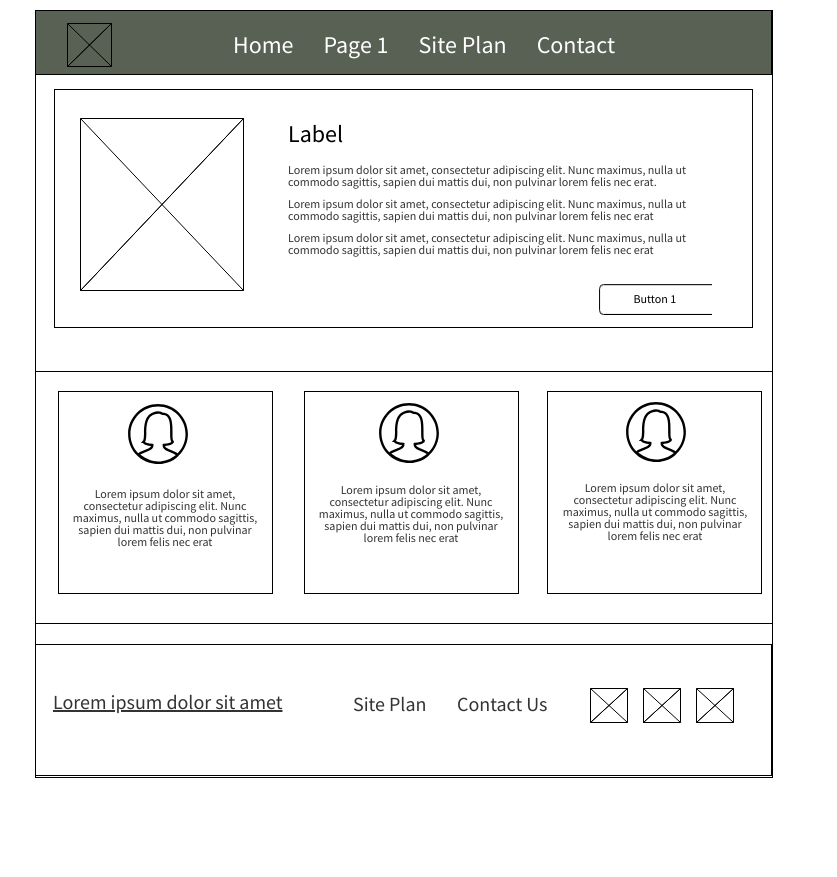 Home Page 1 Site Plan Contact
Label
Lorem ipsum dolor sit amet, consectetur adipiscing elit. Nunc maximus, nulla ut
commodo sagittis, sapien dui mattis dui, non pulvinar lorem felis nec erat.
Lorem ipsum dolor sit amet, consectetur adipiscing elit. Nunc maximus, nulla ut
commodo sagittis, sapien dui mattis dui, non pulvinar lorem felis nec erat
Lorem ipsum dolor sit amet, consectetur adipiscing elit. Nunc maximus, nulla ut
commodo sagittis, sapien dui mattis dui, non pulvinar lorem felis nec erat
Button 1
Lorem ipsum dolor sit amet,
consectetur adipiscing elit. Nunc
maximus, nulla ut commodo sagittis,
sapien dui mattis dui, non pulvinar
lorem felis nec erat
Lorem ipsum dolor sit amet,
consectetur adipiscing elit. Nunc
maximus, nulla ut commodo sagittis,
sapien dui mattis dui, non pulvinar
lorem felis nec erat
Lorem ipsum dolor sit amet,
consectetur adipiscing elit. Nunc
maximus, nulla ut commodo sagittis,
sapien dui mattis dui, non pulvinar
lorem felis nec erat
Lorem ipsum dolor sit amet Site Plan Contact Us